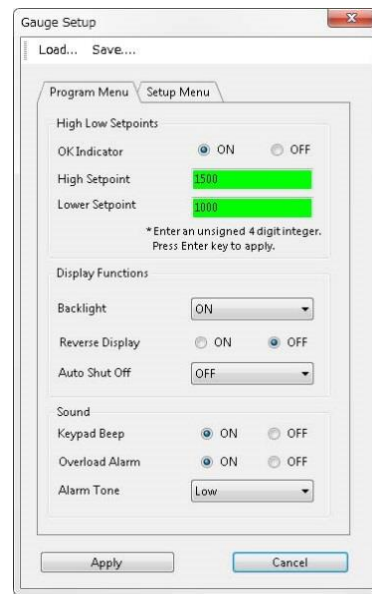 Gauge Setup
Load... Save....
Program Menu Setup Menu
High Low Setpoints
OK Indicator ON OFF
High Setpoint 1500
Lower Setpoint 1000
*Enter an unsigned 4 digit integer.
Press Enter key to apply.
Display Functions
Backlight ON
Reverse Display ON OFF
Auto Shut Off OFF
Sound
Keypad Beep ON OFF
Overload Alarm ON OFF
Alarm Tone Low
Apply Cancel